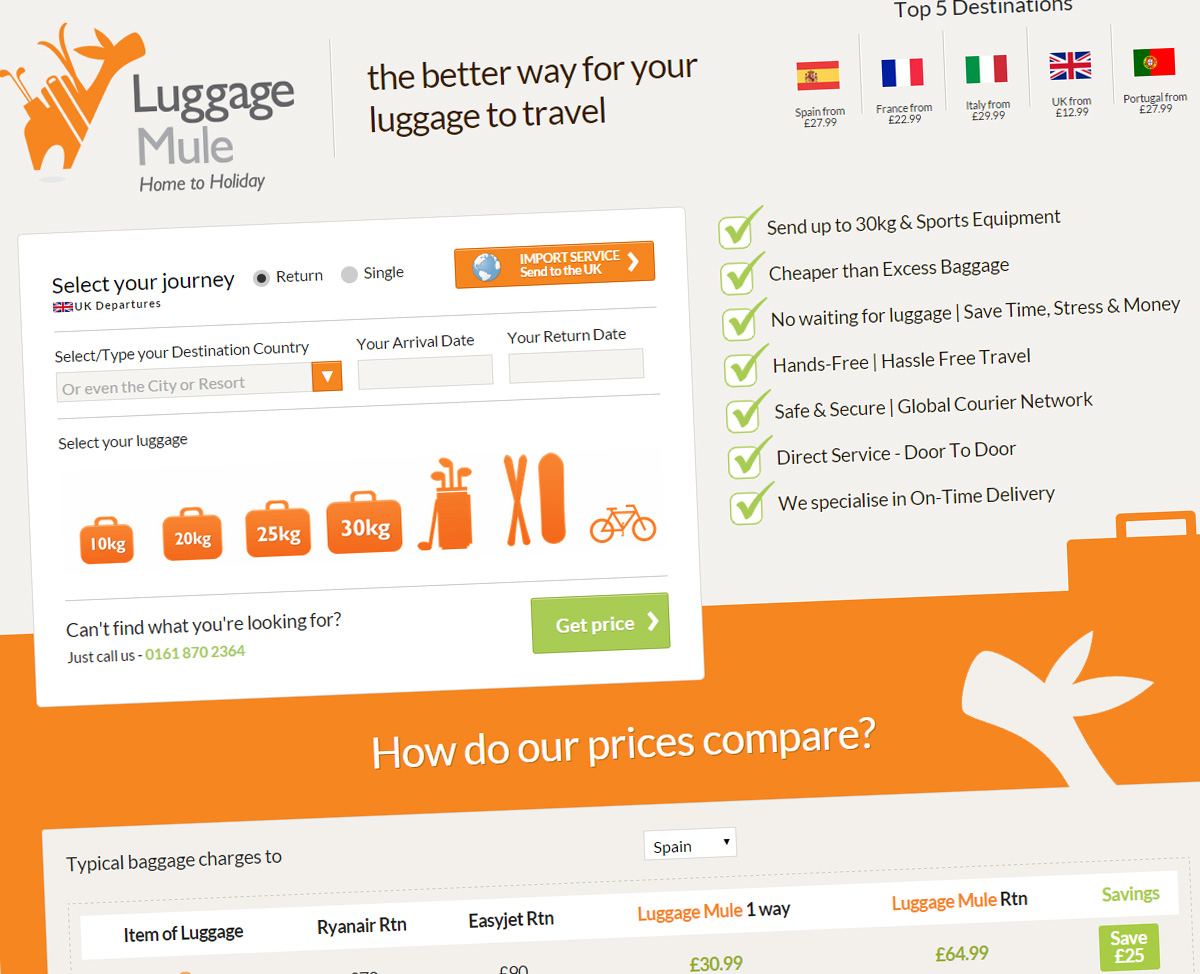 Top 5 Destinations
Luggage
Mule
Home to Holiday
the better way for your
luggage to travel
Spain from
£27.99
France from
£22.99
Italy from
£29.99
UK from
£12.99
Portugal from
£27.99
Select your journey
Return
Single
IMPORT SERVICE
Send to the UK
UK Departures
Select/Type your Destination Country
Your Arrival Date
Your Return Date
Or even the City or Resort
Select your luggage
10kg
20kg
25kg
30kg
Can't find what you're looking for?
Just call us - 0161 870 2364
Get price
Send up to 30kg & Sports Equipment
Cheaper than Excess Baggage
No waiting for luggage | Save Time, Stress & Money
Hands-Free | Hassle Free Travel
Safe & Secure | Global Courier Network
Direct Service - Door To Door
We specialise in On-Time Delivery
How do our prices compare?
Typical baggage charges to
Spain
Item of Luggage
Ryanair Rtn
Easyjet Rtn
Luggage Mule 1 way
Luggage Mule Rtn
Savings
£90
£30.99
£64.99
Save
£25